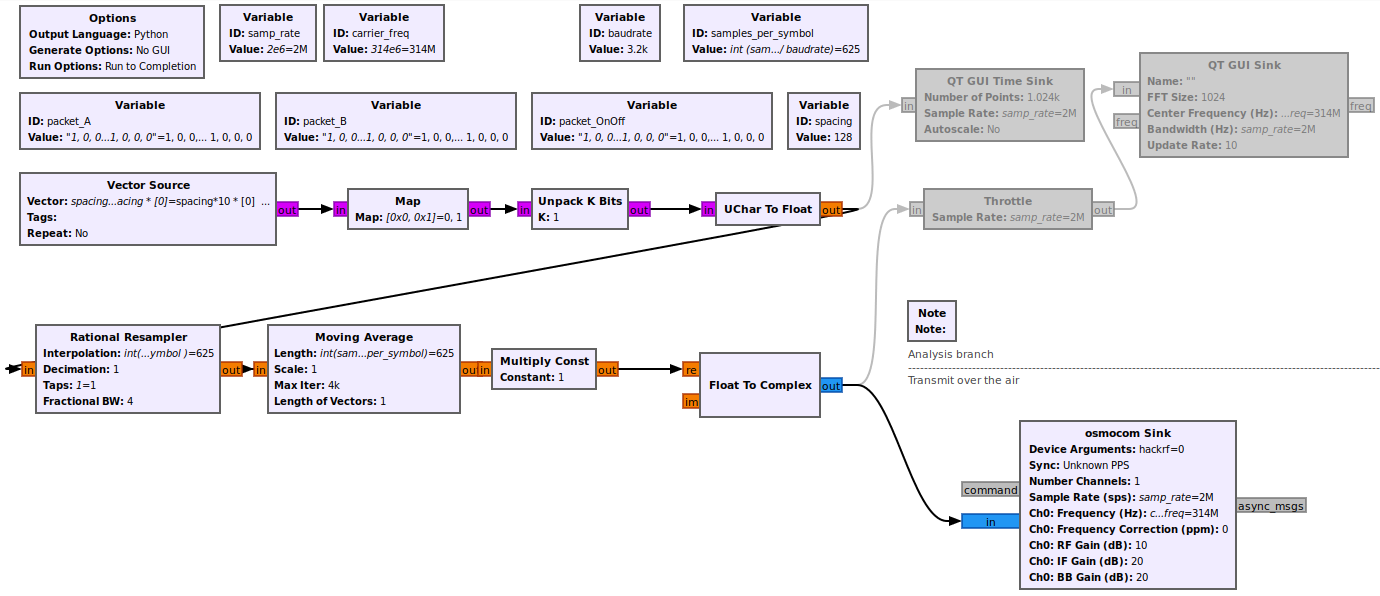 Options
Output Language: Python
Generate Options: No GUI
Run Options: Run to Completion
Variable
ID: samp_rate
Value: 2e6=2M
Variable
ID: carrier_freq
Value: 314e6=314M
Variable
ID: baudrate
Value: 3.2k
Variable
ID: samples_per_symbol
Value: int (sam.../ baudrate)=625
QT GUI Time Sink
Number of Points: 1.024k
Sample Rate: samp_rate=2M
Autoscale: No
in
QT GUI Sink
Name: ""
FFT Size: 1024
Center Frequency (Hz): ...req=314M
Bandwidth (Hz): samp_rate=2M
Update Rate: 10
in
freq
freq
Variable
ID: packet_A
Value: "1, 0, 0...1, 0, 0, 0"=1, 0, 0,... 1, 0, 0, 0
Variable
ID: packet_B
Value: "1, 0, 0...1, 0, 0, 0"=1, 0, 0,... 1, 0, 0, 0
Variable
ID: packet_OnOff
Value: "1, 0, 0...1, 0, 0, 0"=1, 0, 0,... 1, 0, 0, 0
Variable
ID: spacing
Value: 128
Vector Source
Vector: spacing...acing * [0]=spacing*10 * [0] ...
Tags:
Repeat: No
out
in
Map
Map: [0x0, 0x1]=0, 1
out
in
Unpack K Bits
K: 1
out
in
UChar To Float
out
in
Throttle
Sample Rate: samp_rate=2M
out
in
Rational Resampler
Interpolation: int(...ymbol )=625
Decimation: 1
Taps: 1=1
Fractional BW: 4
out
in
Moving Average
Length: int(sam...per_symbol)=625
Scale: 1
Max Iter: 4k
Length of Vectors: 1
out
in
Multiply Const
Constant: 1
out
re
im
Float To Complex
out
Note
Note:
Analysis branch
Transmit over the air
osmocom Sink
Device Arguments: hackrf=0
Sync: Unknown PPS
Number Channels: 1
Sample Rate (sps): samp_rate=2M
Ch0: Frequency (Hz): c...freq=314M
Ch0: Frequency Correction (ppm): 0
Ch0: RF Gain (dB): 10
Ch0: IF Gain (dB): 20
Ch0: BB Gain (dB): 20
command
in
async_msgs